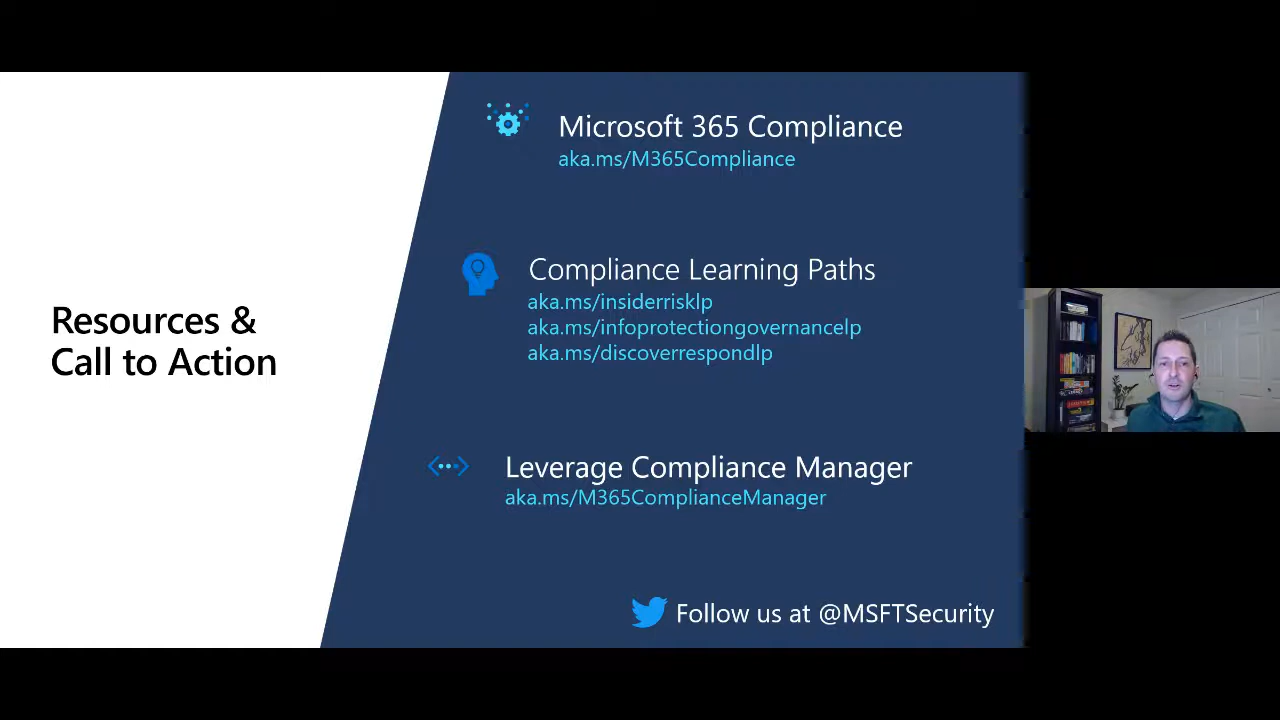 Resources &
Call to Action
Microsoft 365 Compliance
aka.ms/M365Compliance
Compliance Learning Paths
aka.ms/insiderrisklp
aka.ms/infoprotectiongovernancelp
aka.ms/discoverrespondlp
Leverage Compliance Manager
aka.ms/M365ComplianceManager
Follow us at @MSFTSecurity